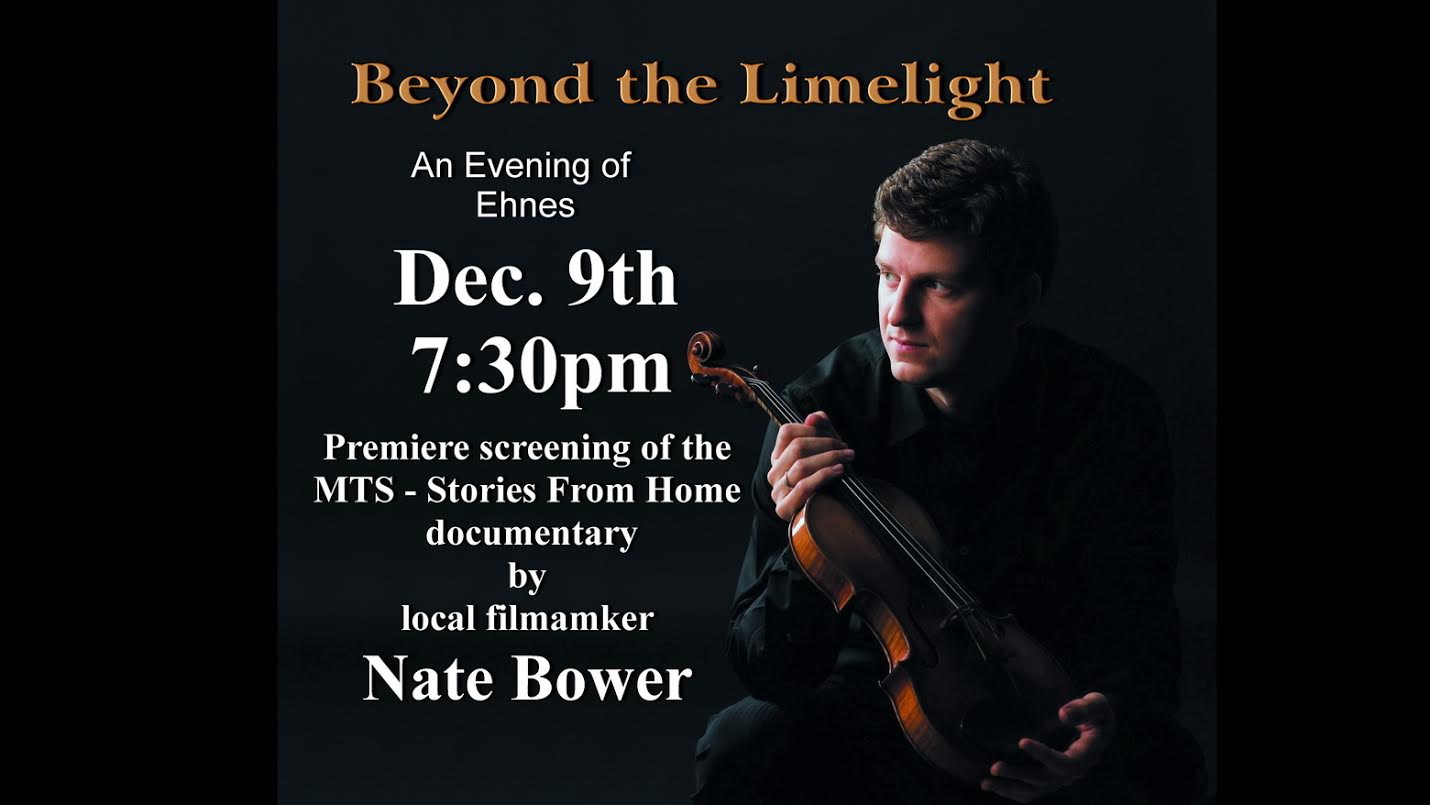 Beyond the Limelight
An Evening of
Ehnes
Dec. 9th
7:30pm
Premiere screening of the
MTS - Stories From Home
documentary
by
local filmamker
Nate Bower